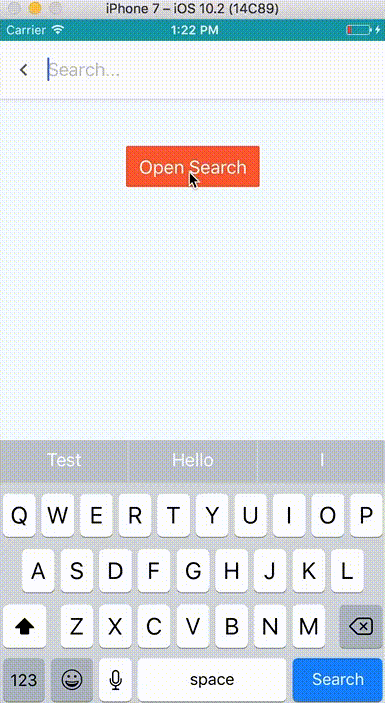 iPhone 7 – iOS 10.2 (14C89)
Carrier 1:22 PM
Search...
Open Search
Test Hello I
Q W E R T Y U I O P
A S D F G H J K L
Z X C V B N M
123 space Search